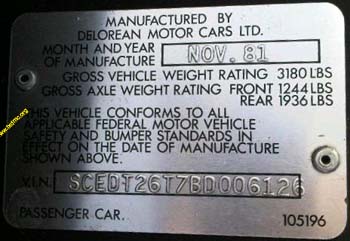 MANUFACTURED BY
DELOREAN MOTOR CARS LTD.
MONTH AND YEAR
OF MANUFACTURE NOV. 81
GROSS VEHICLE WEIGHT RATING 3180 LBS
GROSS AXLE WEIGHT RATING FRONT 1244 LBS
REAR 1936 LBS
THIS VEHICLE CONFORMS TO ALL
APPLICABLE FEDERAL MOTOR VEHICLE
SAFETY AND BUMPER STANDARDS IN
EFFECT ON THE DATE OF MANUFACTURE
SHOWN ABOVE.
V.I.N. SCEDT26T7BD006126
PASSENGER CAR. 105196